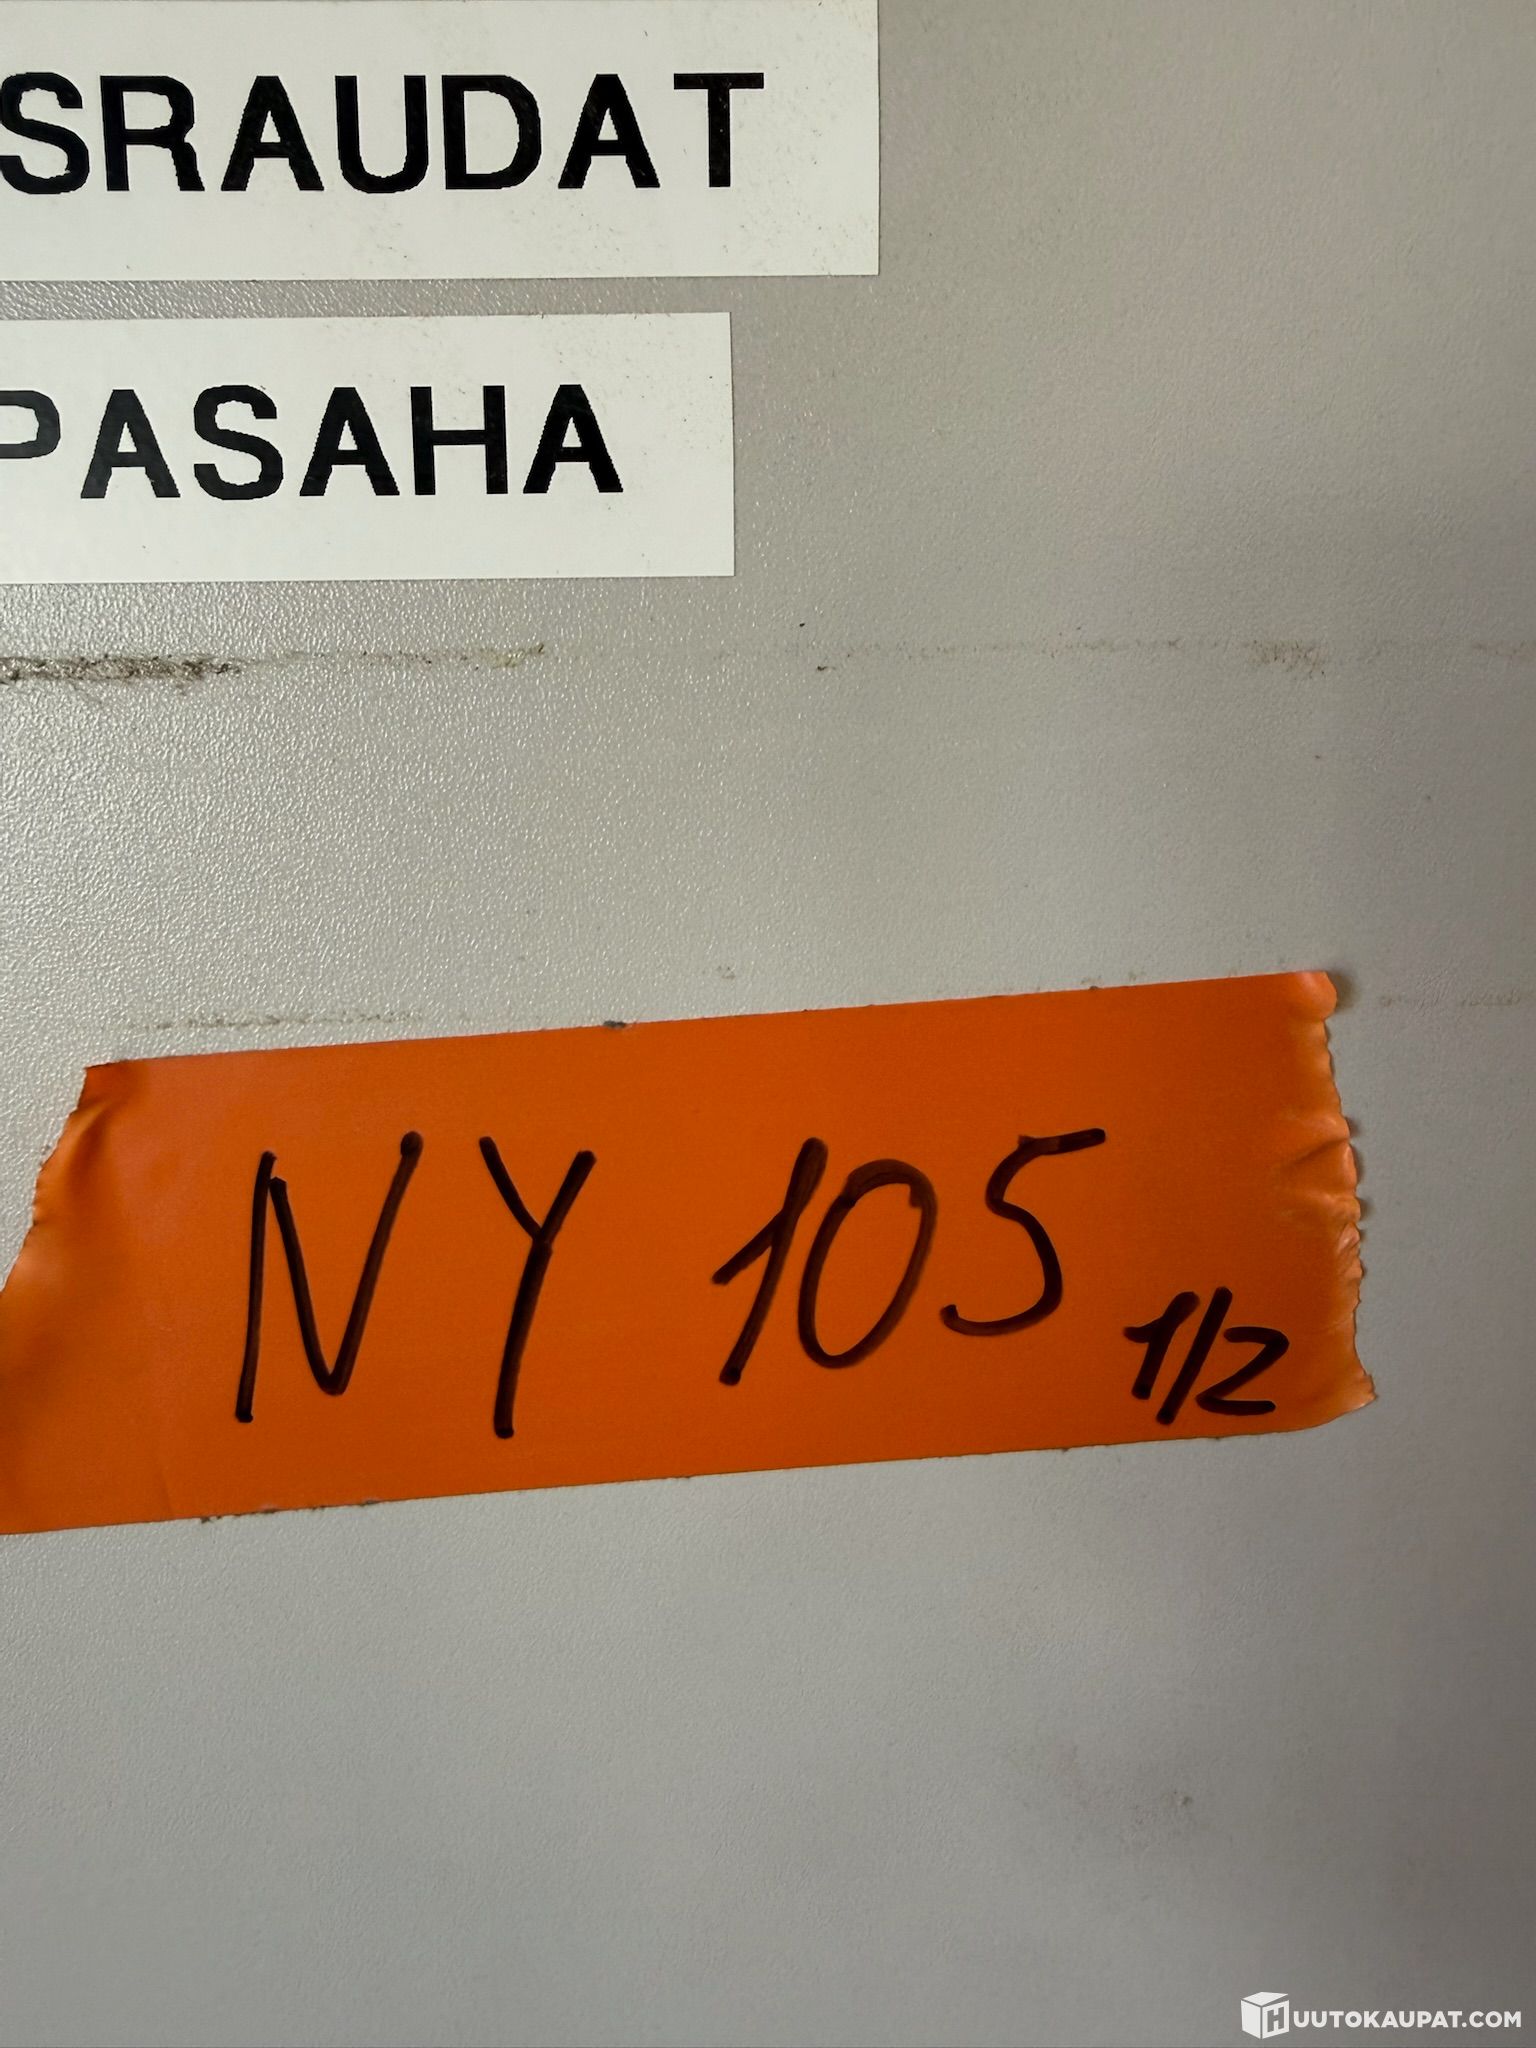 SRAUDAT
PASAHA
NY 105 1/2
HUUTOKAUPAT.COM